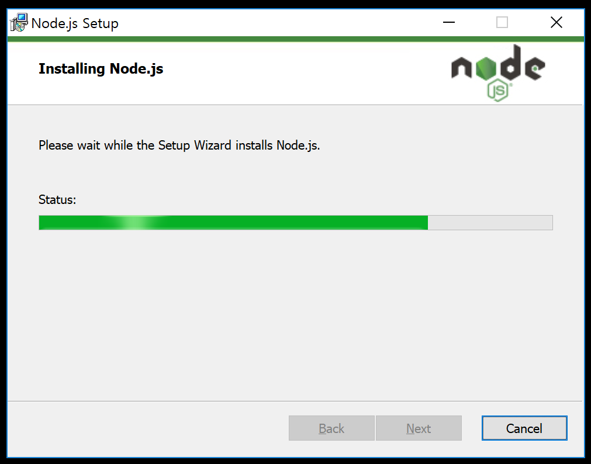 Node.js Setup
Installing Node.js
node
JS
Please wait while the Setup Wizard installs Node.js.
Status:
Back
Next
Cancel